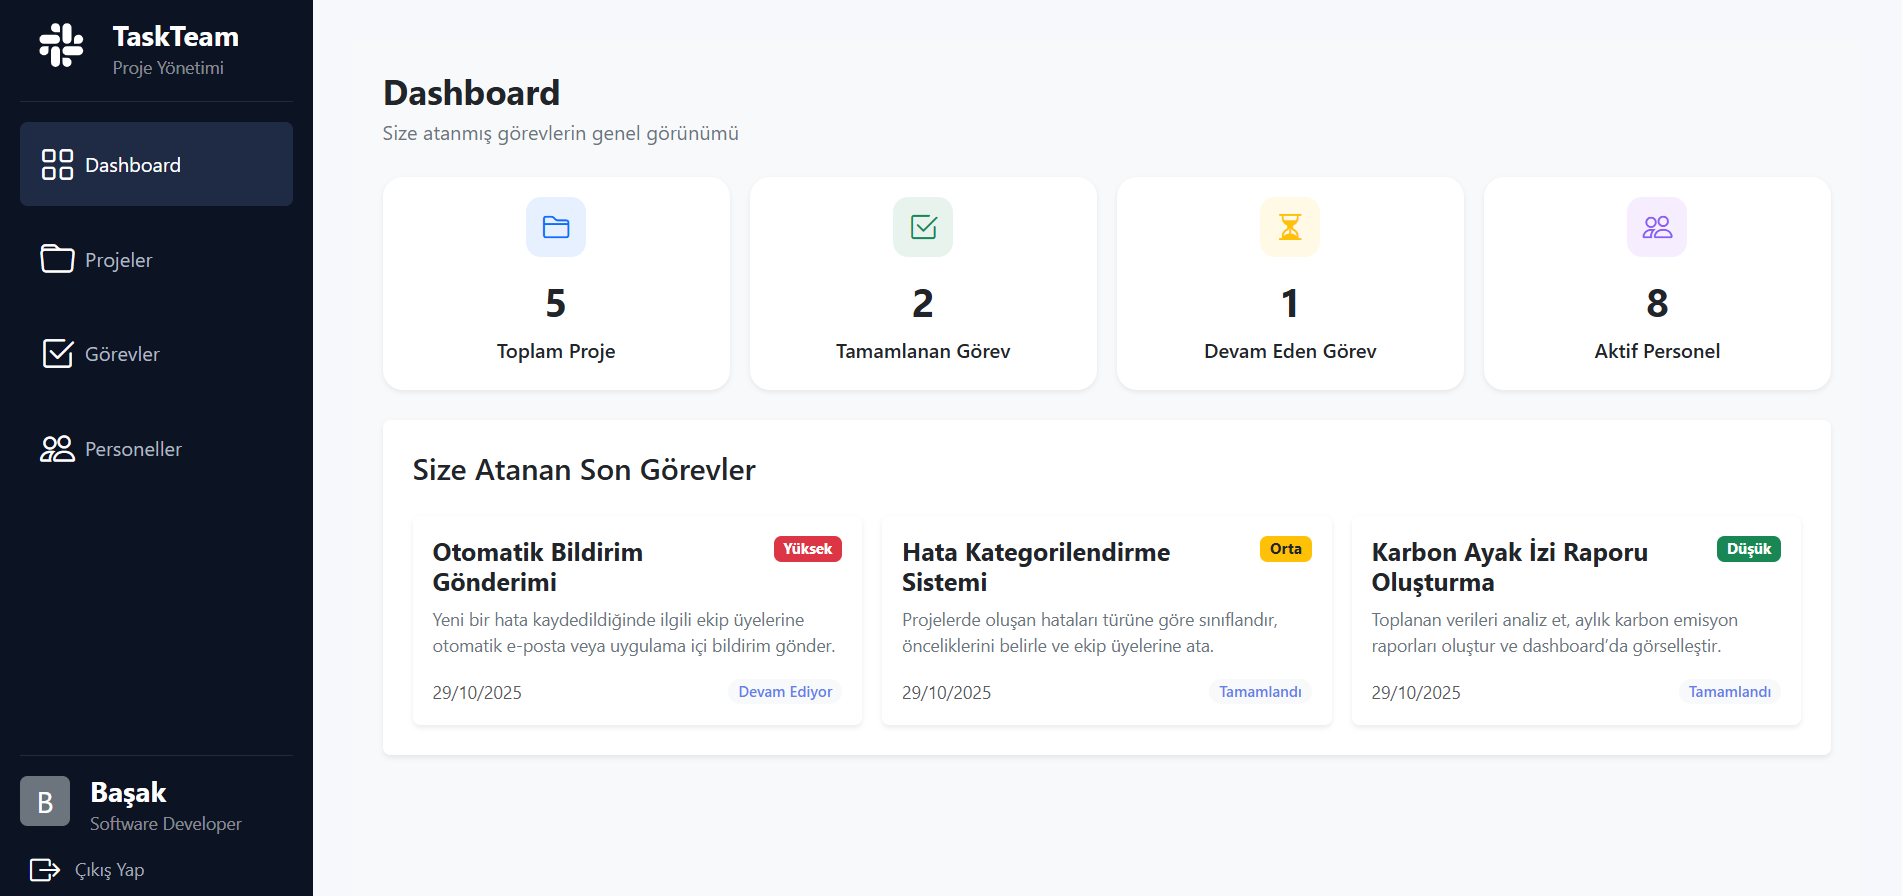 TaskTeam
Proje Yönetimi
Dashboard
Projeler
Görevler
Personeller
B
Başak
Software Developer
Çıkış Yap
Dashboard
Size atanmış görevlerin genel görünümü
5
Toplam Proje
2
Tamamlanan Görev
1
Devam Eden Görev
8
Aktif Personel
Size Atanan Son Görevler
Otomatik Bildirim
Gönderimi
Yüksek
Yeni bir hata kaydedildiğinde ilgili ekip üyelerine
otomatik e-posta veya uygulama içi bildirim gönder.
29/10/2025
Devam Ediyor
Hata Kategorilendirme
Sistemi
Orta
Projelerde oluşan hataları türüne göre sınıflandır,
önceliklerini belirle ve ekip üyelerine ata.
29/10/2025
Tamamlandı
Karbon Ayak İzi Raporu
Oluşturma
Düşük
Toplanan verileri analiz et, aylık karbon emisyon
raporları oluştur ve dashboard’da görselleştir.
29/10/2025
Tamamlandı